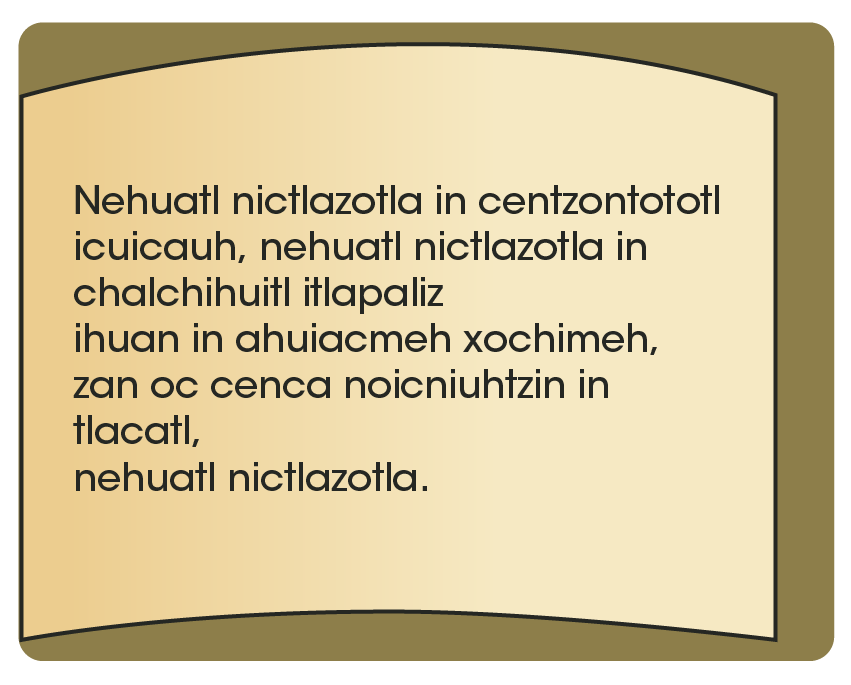 Nehuatl nictlazotla in centzontototl
icuicauh, nehuatl nictlazotla in
chalchihuitl itlapaliz
ihuan in ahuiacmeh xochimeh,
zan oc cenca noicniuhtzin in
tlacatl,
nehuatl nictlazotla.